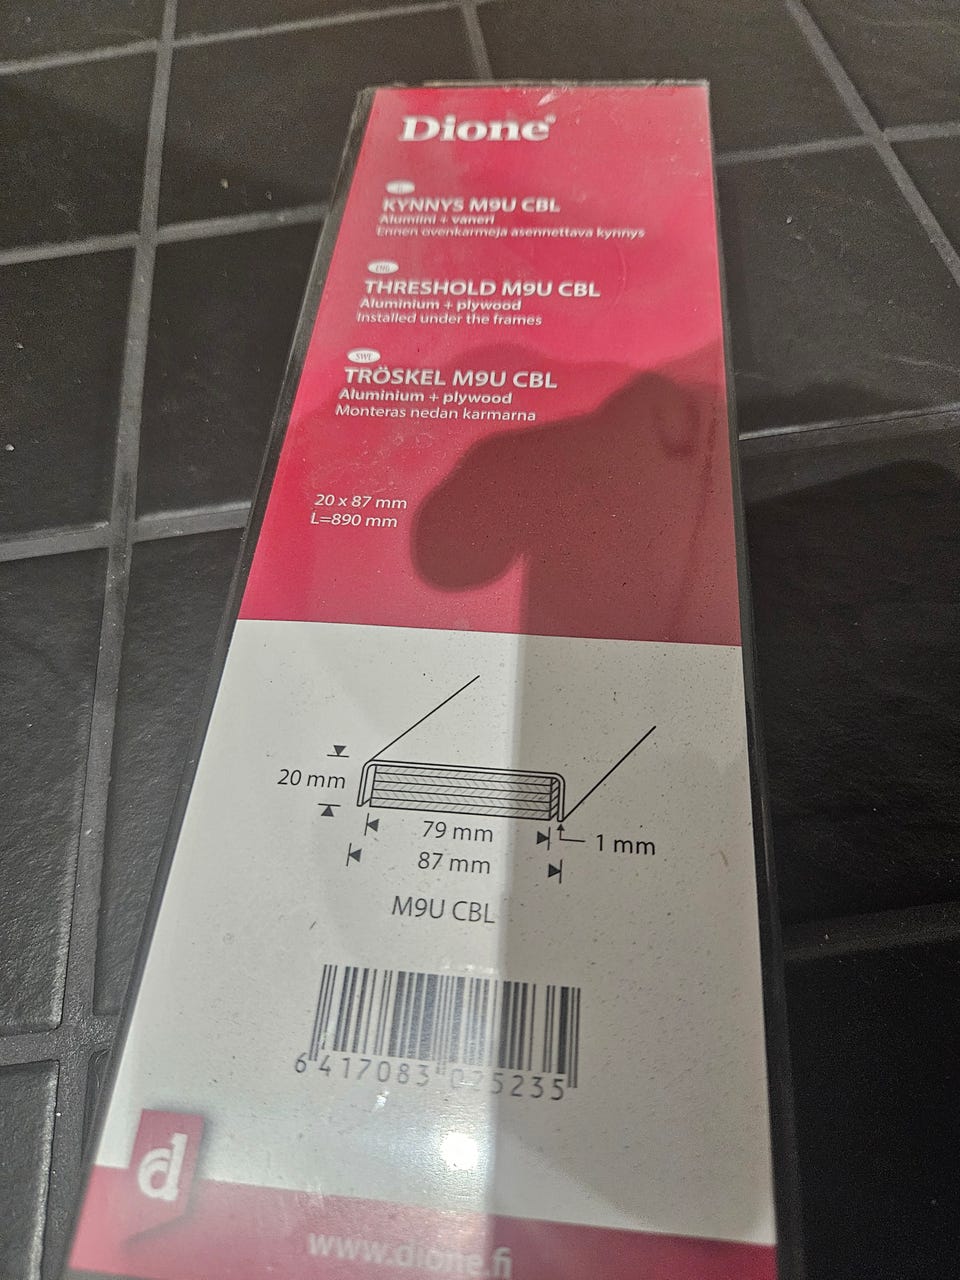 Dione®
KYNNYS M9U CBL
Alumiini + vaneri
Ennen ovenkarmeja asennettava kynnys
ENG
THRESHOLD M9U CBL
Aluminium + plywood
Installed under the frames
SWE
TRÖSKEL M9U CBL
Aluminium + plywood
Monteras nedan karmarna
20 x 87 mm
L=890 mm
20 mm
79 mm
1 mm
87 mm
M9U CBL
6 417083 025235
d
www.dione.fi